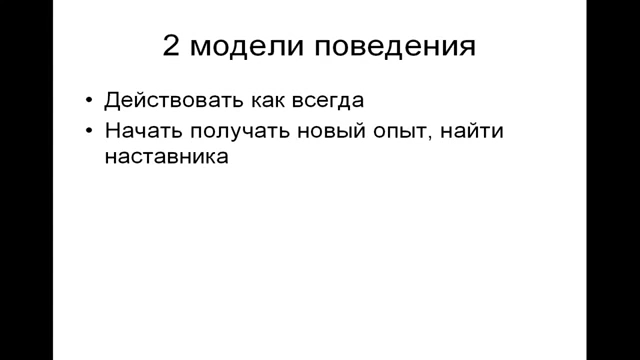 2 модели поведения
• Действовать как всегда
• Начать получать новый опыт, найти
наставника